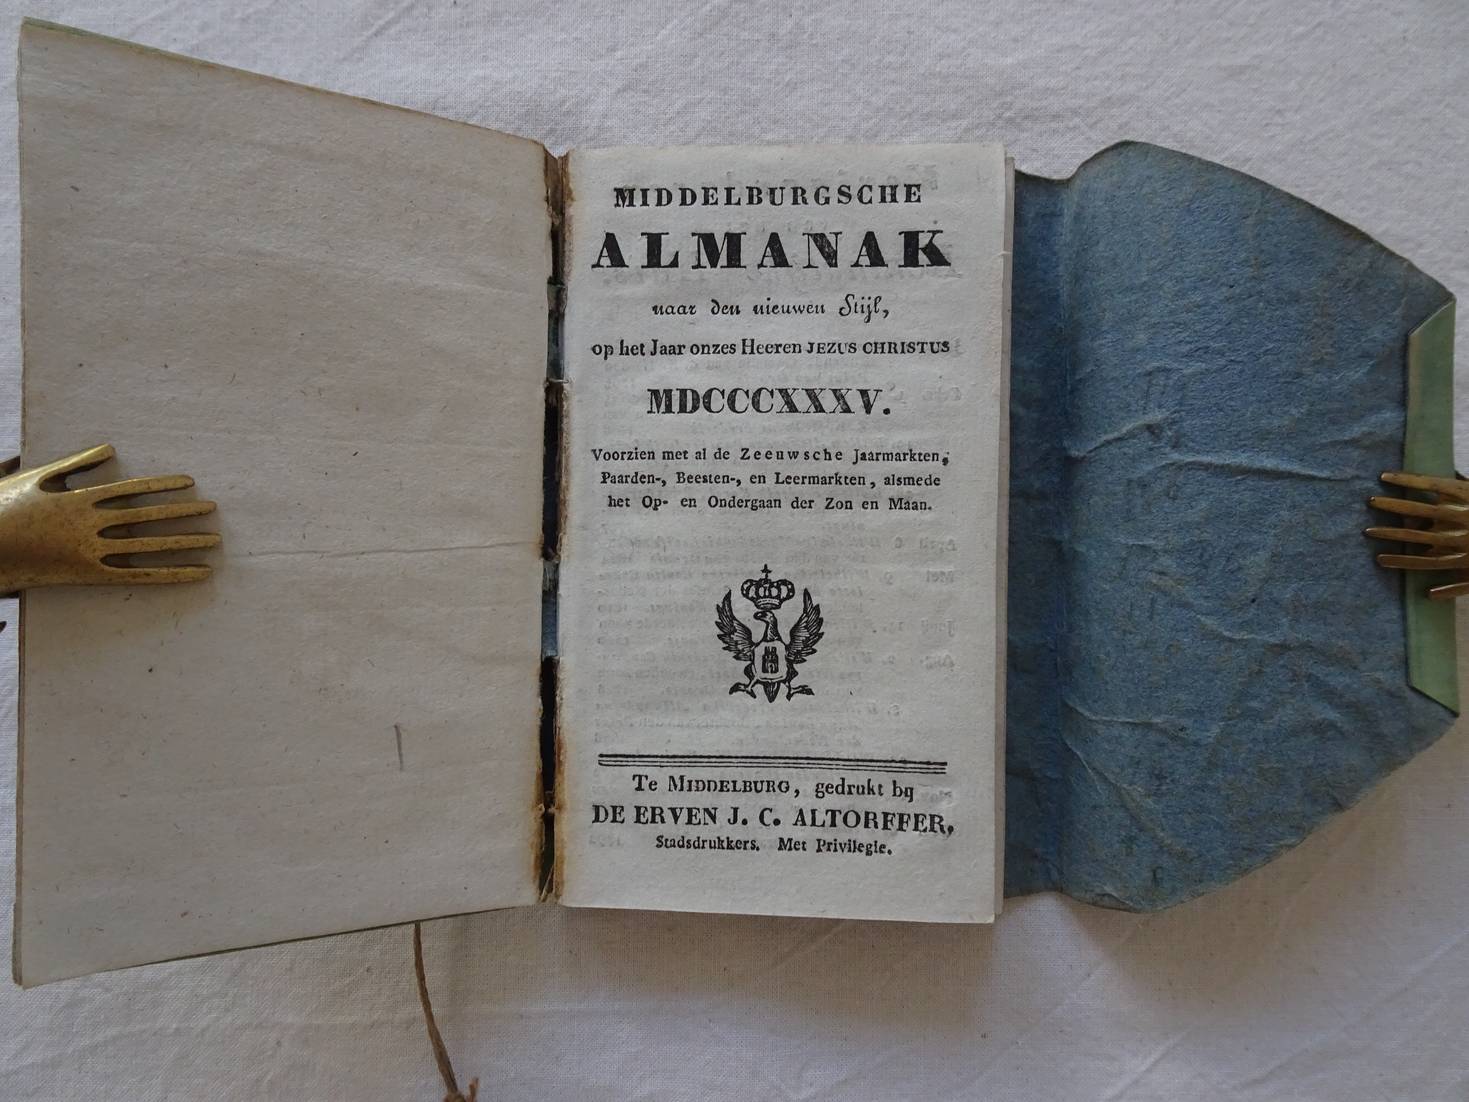 MIDDELBURGSCHE
ALMANAK
naar den nieuwen Stijl,
op het Jaar onzes Heeren JEZUS CHRISTUS
MDCCCXXXV.
Voorzien met al de Zeeuwsche Jaarmarkten,
Paarden-, Beesten-, en Leermarkten, alsmede
het Op- en Ondergaan der Zon en Maan.
Te MIDDELBURG, gedrukt bij
DE ERVEN J. C. ALTORFFER,
Stadsdrukkers. Met Privilegie.